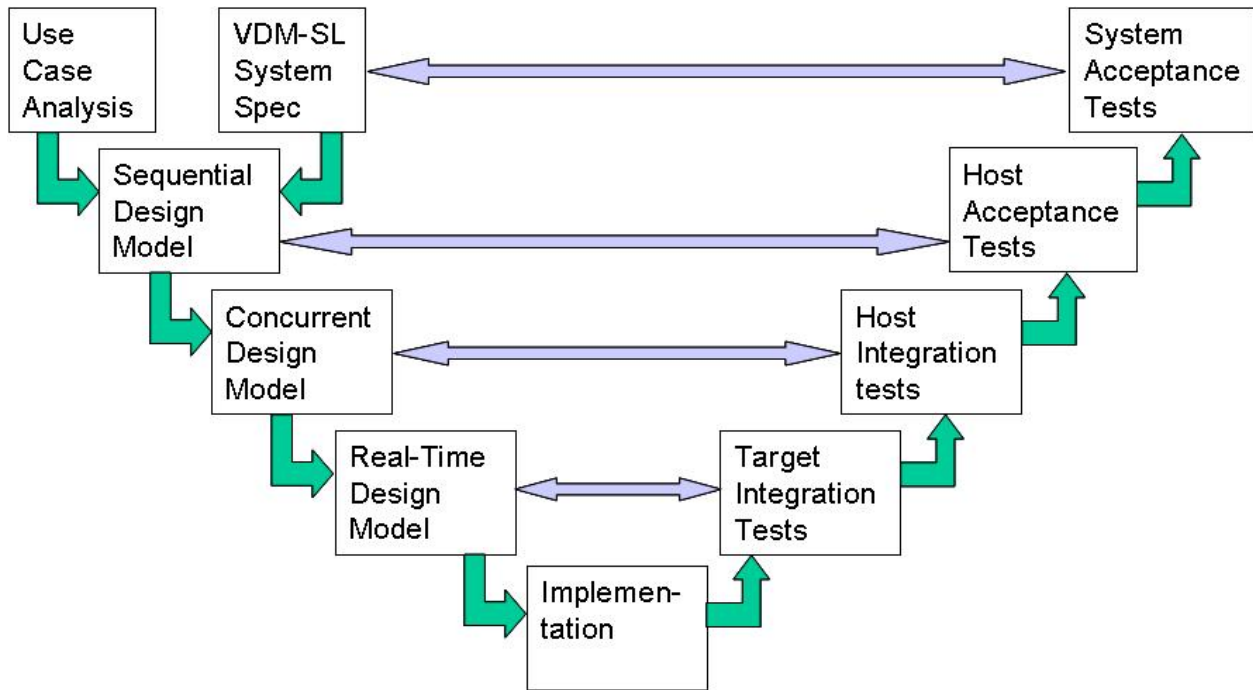 Use
Case
Analysis
VDM-SL
System
Spec
System
Acceptance
Tests
Sequential
Design
Model
Host
Acceptance
Tests
Concurrent
Design
Model
Host
Integration
tests
Real-Time
Design
Model
Target
Integration
Tests
Implemen-
tation